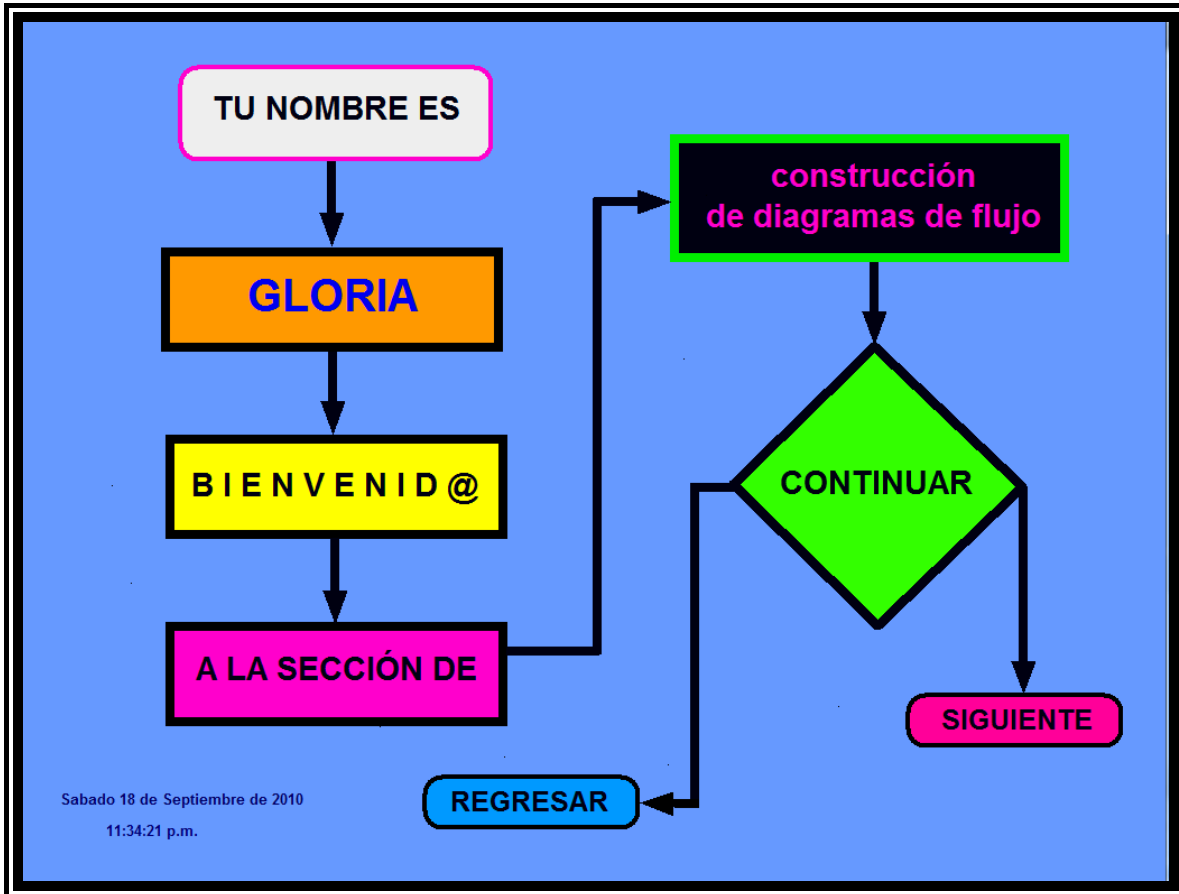 TU NOMBRE ES
GLORIA
B I E N V E N I D @
A LA SECCIÓN DE
construcción
de diagramas de flujo
CONTINUAR
SIGUIENTE
REGRESAR
Sabado 18 de Septiembre de 2010
11:34:21 p.m.